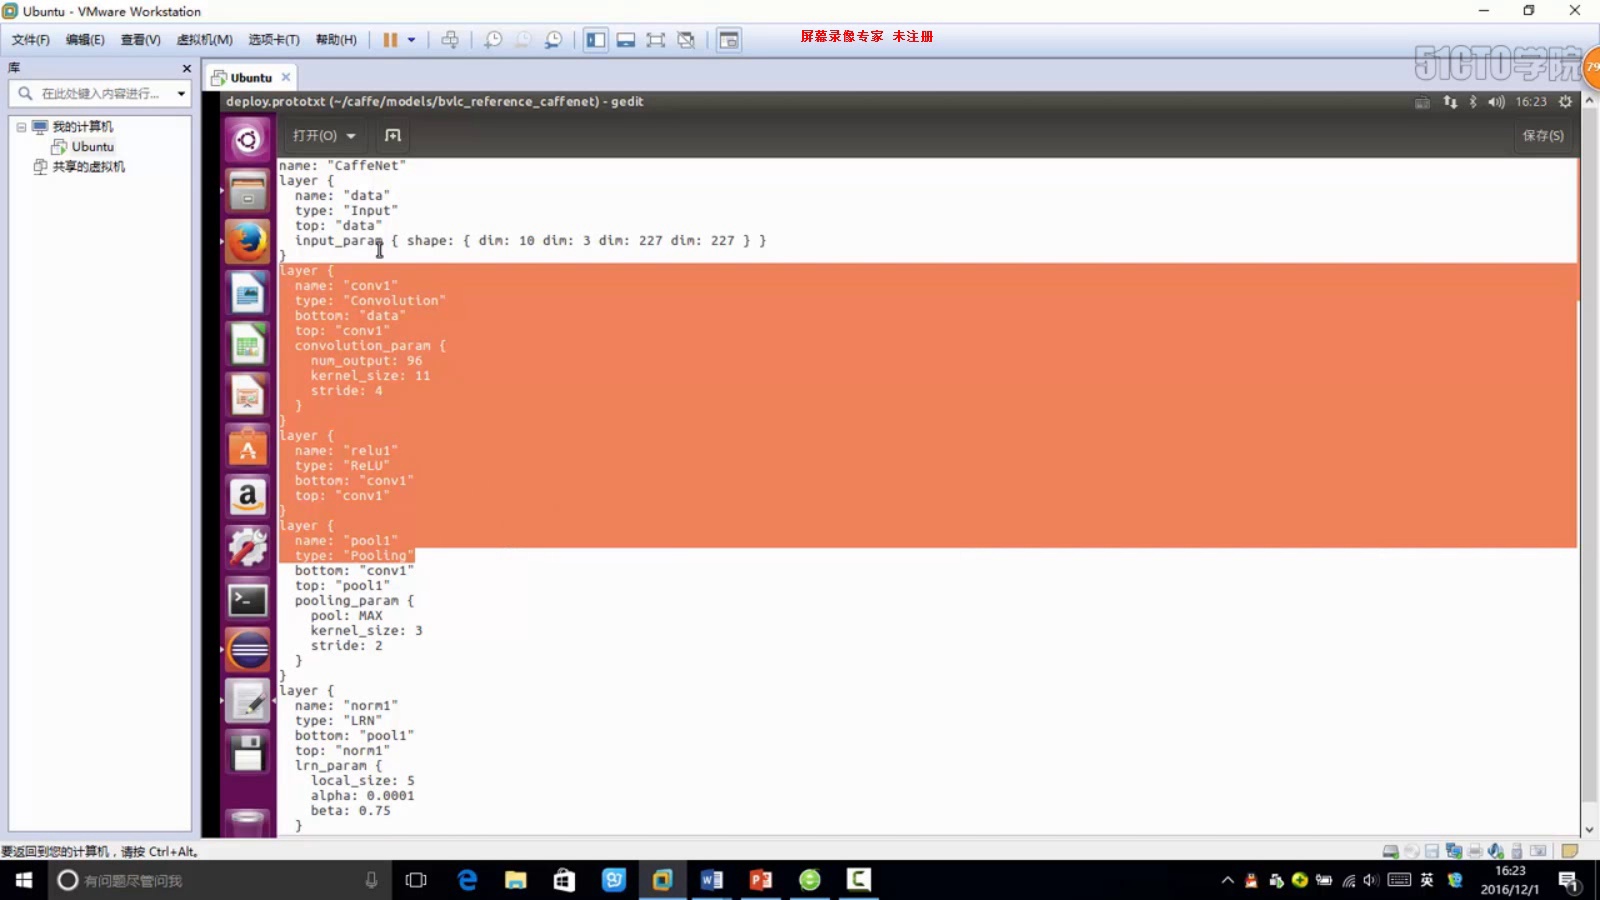 Ubuntu - VMware Workstation
文件(F) 编辑(E) 查看(V) 虚拟机(M) 选项卡(T) 帮助(H)
屏幕录像专家 未注册
51CTO学院
79
库
Ubuntu
在此处键入内容进行...
我的计算机
Ubuntu
共享的虚拟机
deploy.prototxt (~/caffe/models/bvlc_reference_caffenet) - gedit
16:23
打开(O)
保存(S)
name: "CaffeNet"
layer {
name: "data"
type: "Input"
top: "data"
input_param { shape: { dim: 10 dim: 3 dim: 227 dim: 227 } }
}
layer {
name: "conv1"
type: "Convolution"
bottom: "data"
top: "conv1"
convolution_param {
num_output: 96
kernel_size: 11
stride: 4
}
}
layer {
name: "relu1"
type: "ReLU"
bottom: "conv1"
top: "conv1"
}
layer {
name: "pool1"
type: "Pooling"
bottom: "conv1"
top: "pool1"
pooling_param {
pool: MAX
kernel_size: 3
stride: 2
}
}
layer {
name: "norm1"
type: "LRN"
bottom: "pool1"
top: "norm1"
lrn_param {
local_size: 5
alpha: 0.0001
beta: 0.75
}
要返回到您的计算机，请按 Ctrl+Alt。
有问题尽管问我
英
16:23
2016/12/1
1